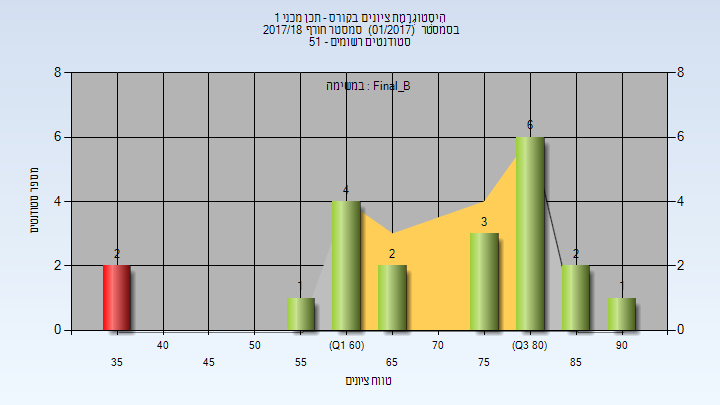 היסטוגרמת ציונים בקורס - תכן מכני 1
בסמסטר (01/2017) סמסטר חורף 2017/18
סטודנטים רשומים - 51
במשימה : Final_B
8 8
6 6
4 4
2 2
0 0
מספר סטודנטים
2 1 4 2 3 6 2 1
40 50 (Q1 60) 70 (Q3 80) 90
35 45 55 65 75 85
טווח ציונים